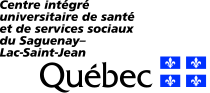 Centre intégré
universitaire de santé
et de services sociaux
du Saguenay–
Lac-Saint-Jean
Québec